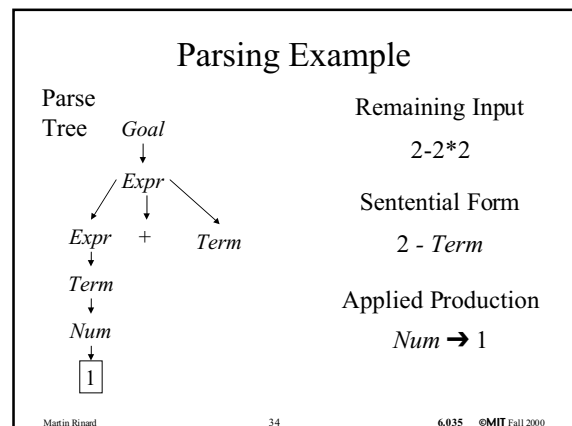 Parsing Example
Parse
Tree
Goal
Expr
Expr + Term
Term
Num
1
Remaining Input
2-2*2
Sentential Form
2 - Term
Applied Production
Num ➔ 1
Martin Rinard 34 6.035 ©MIT Fall 2000